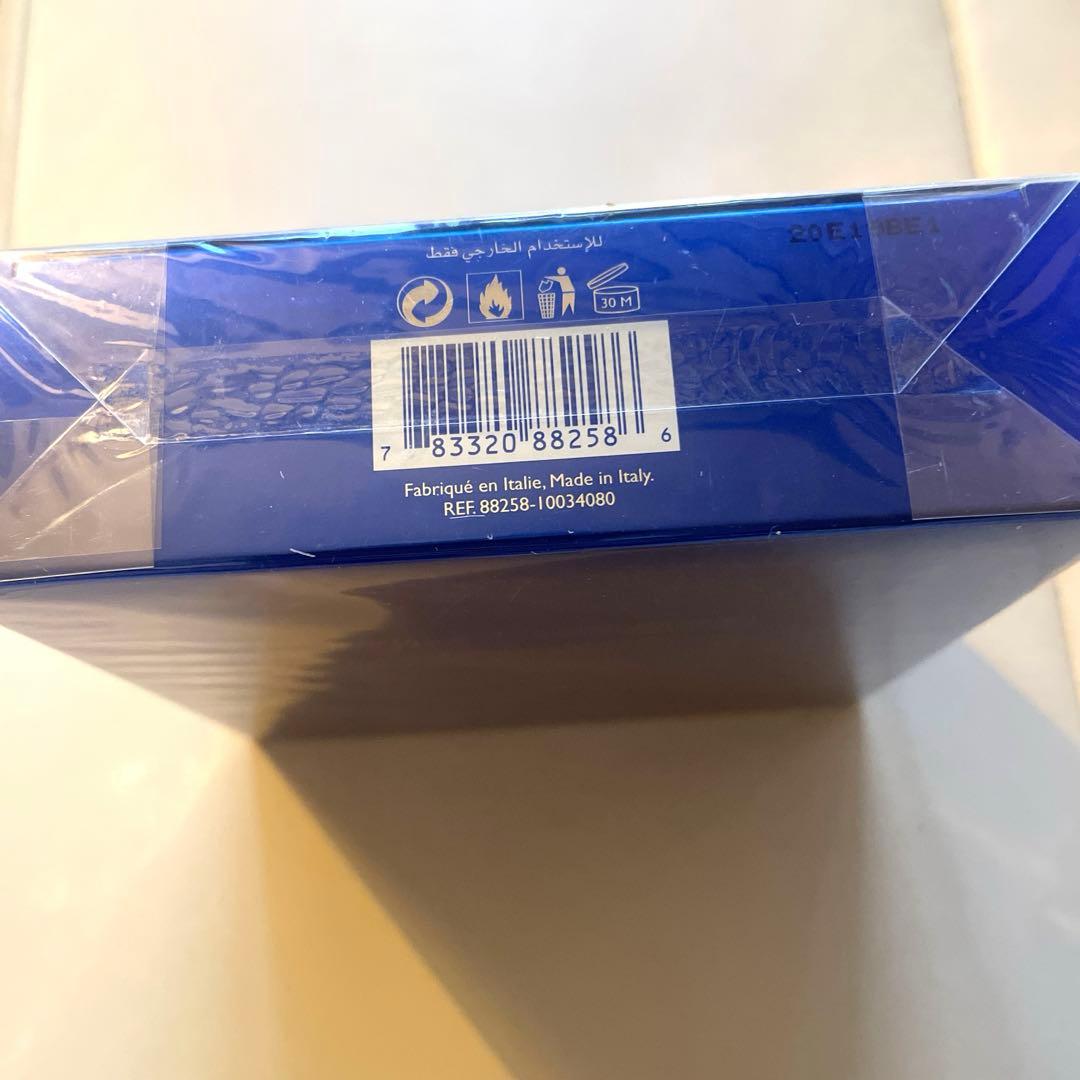 للإستخدام الخارجي فقط
30 M
7 83320 88258 6
Fabriqué en Italie, Made in Italy.
REF. 88258-10034080